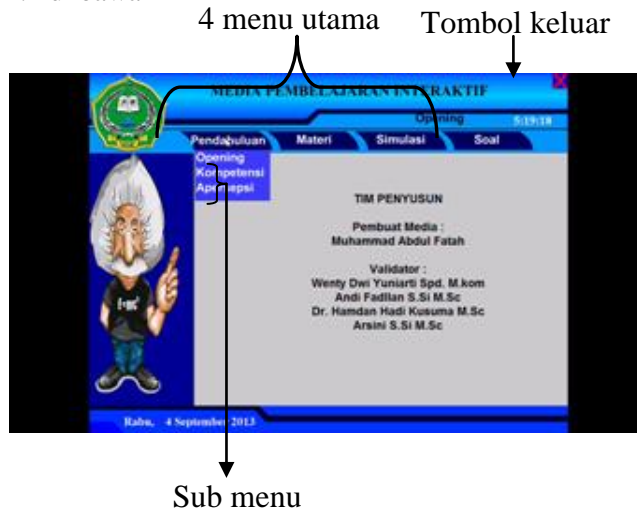 4 menu utama
Tombol keluar
MEDIA PEMBELAJARAN INTERAKTIF
Opening
5:19:18
Pendahuluan Materi Simulasi Soal
Opening
Kompetensi
Apersepsi
TIM PENYUSUN
Pembuat Media :
Muhammad Abdul Fatah
Validator :
Wenty Dwi Yuniarti Spd. M.kom
Andi Fadllan S.Si M.Sc
Dr. Hamdan Hadi Kusuma M.Sc
Arsini S.Si M.Sc
Rabu, 4 September 2013
Sub menu